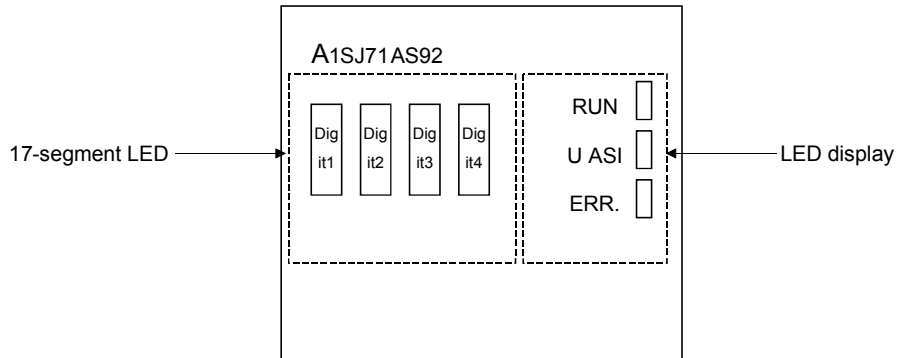 A1SJ71AS92
17-segment LED
Dig
it1
Dig
it2
Dig
it3
Dig
it4
RUN
U ASI
ERR.
LED display